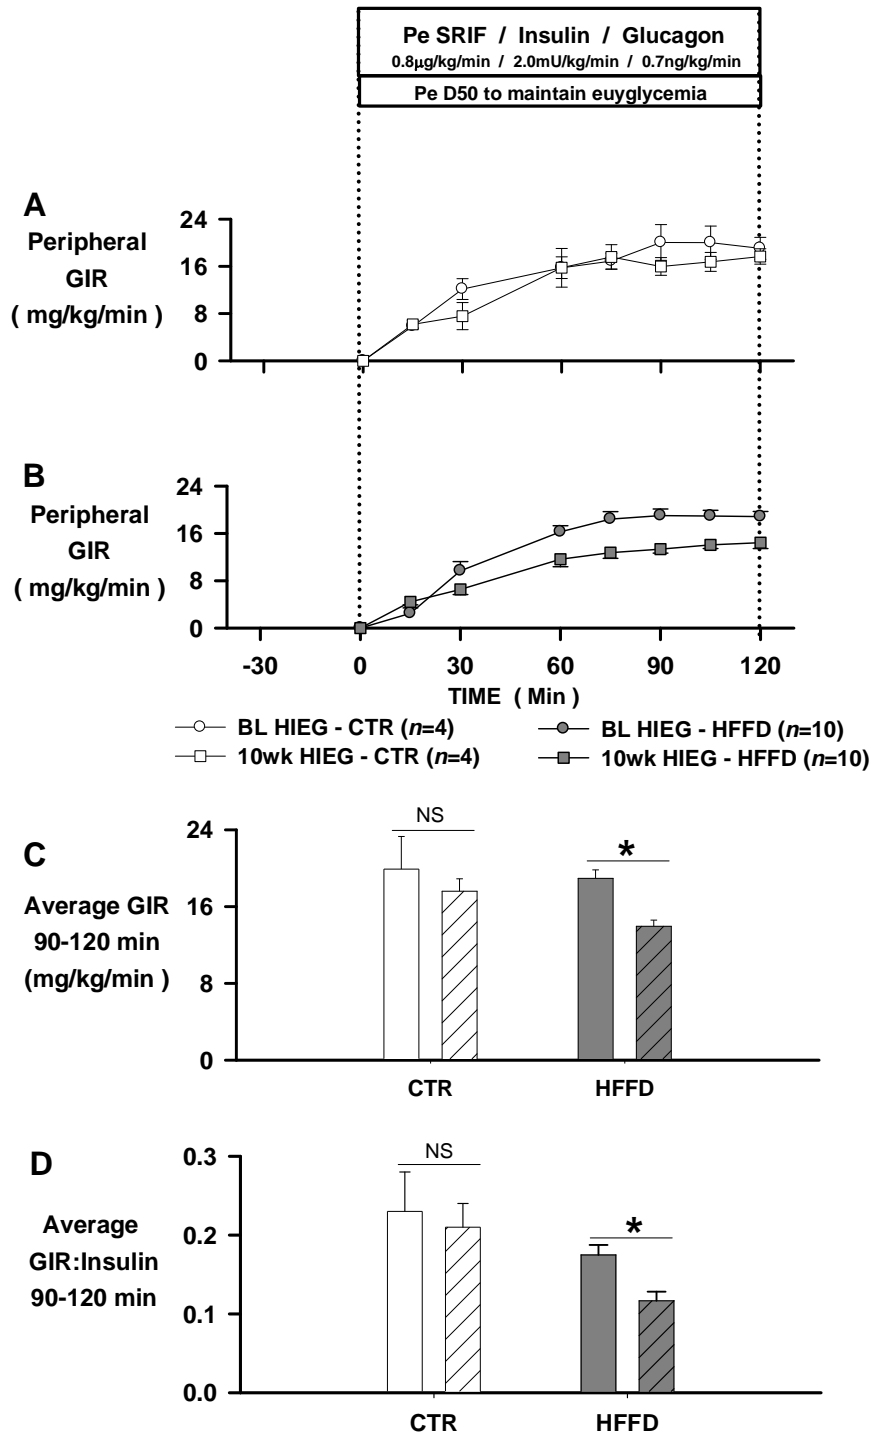 Pe SRIF / Insulin / Glucagon
0.8µg/kg/min / 2.0mU/kg/min / 0.7ng/kg/min
Pe D50 to maintain euyglycemia
A
Peripheral
GIR
( mg/kg/min )
24
16
8
0
B
Peripheral
GIR
( mg/kg/min )
24
16
8
0
-30 0 30 60 90 120
TIME ( Min )
BL HIEG - CTR (n=4)
10wk HIEG - CTR (n=4)
BL HIEG - HFFD (n=10)
10wk HIEG - HFFD (n=10)
C
Average GIR
90-120 min
(mg/kg/min )
24
16
8
0
NS
*
CTR HFFD
D
Average
GIR:Insulin
90-120 min
0.3
0.2
0.1
0.0
NS
*
CTR HFFD